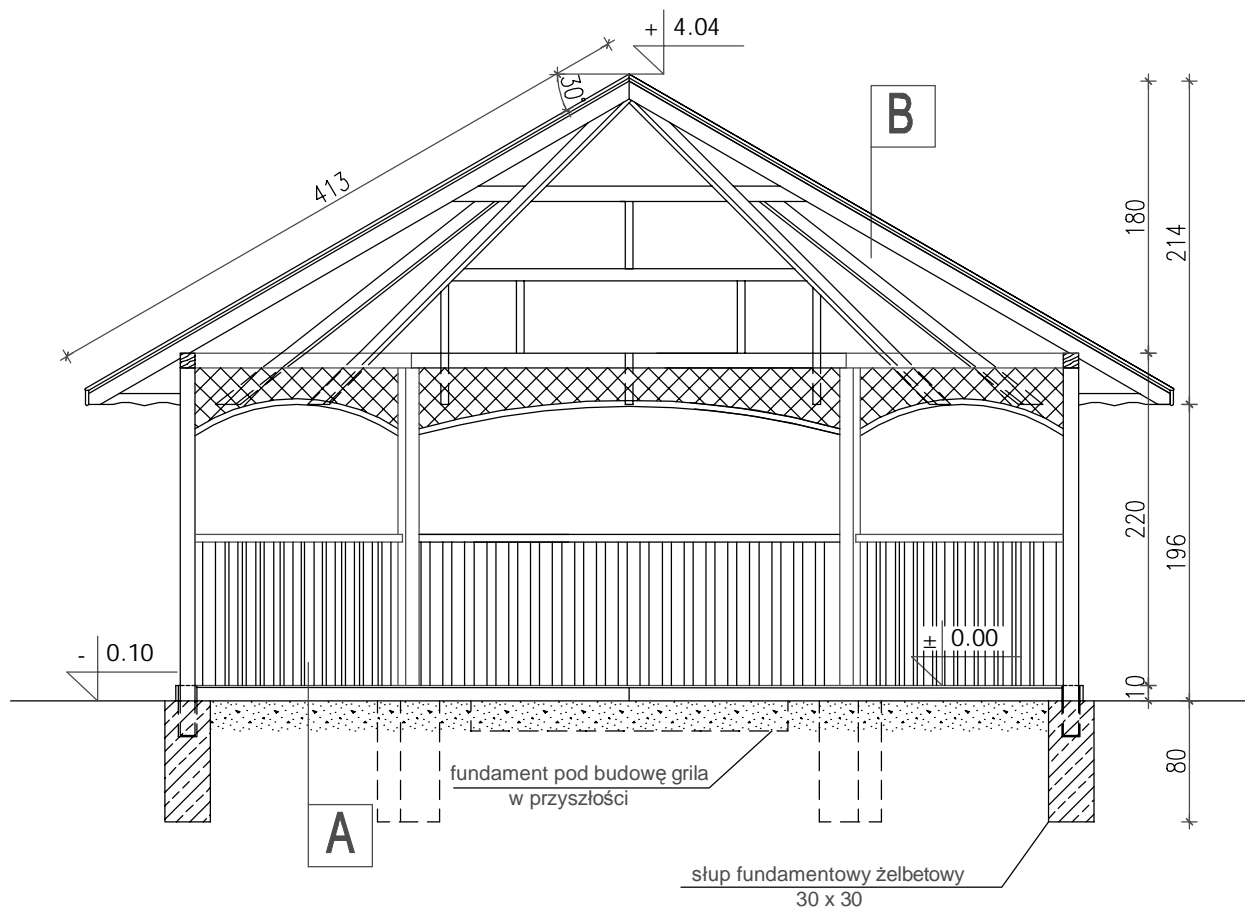 + 4.04
30°
B
413
180
214
220
196
- 0.10
± 0.00
10
80
fundament pod budowę grila
w przyszłości
A
słup fundamentowy żelbetowy
30 x 30